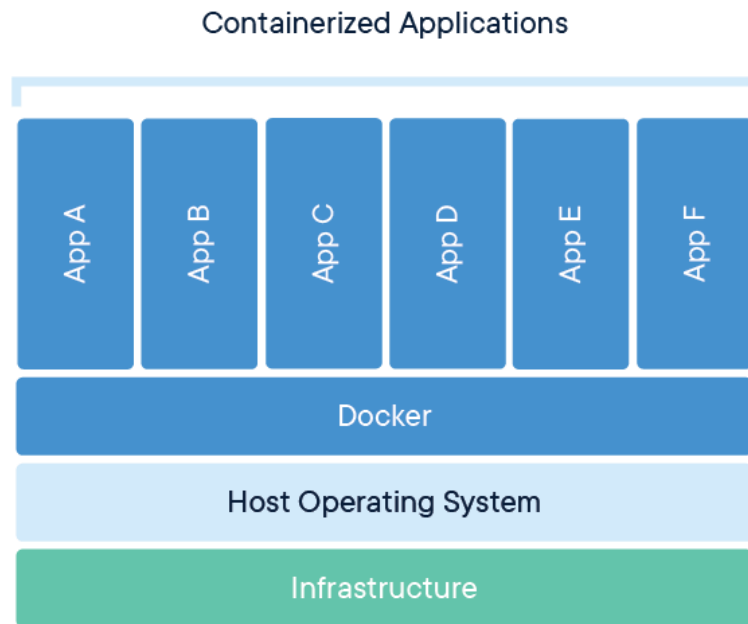 Containerized Applications
App A
App B
App C
App D
App E
App F
Docker
Host Operating System
Infrastructure